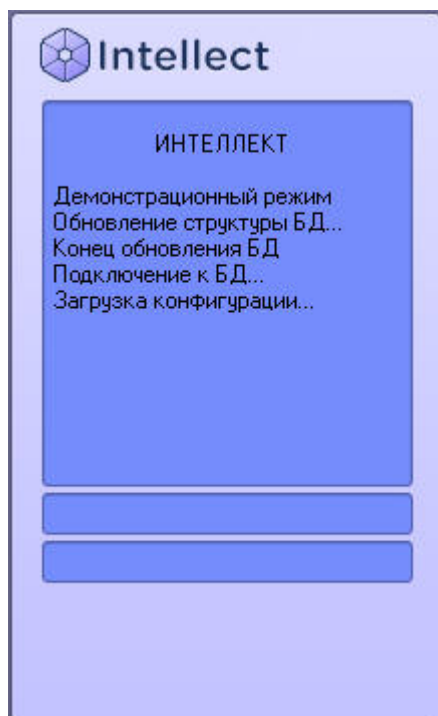 Intellect
ИНТЕЛЛЕКТ
Демонстрационный режим
Обновление структуры БД...
Конец обновления БД
Подключение к БД...
Загрузка конфигурации...